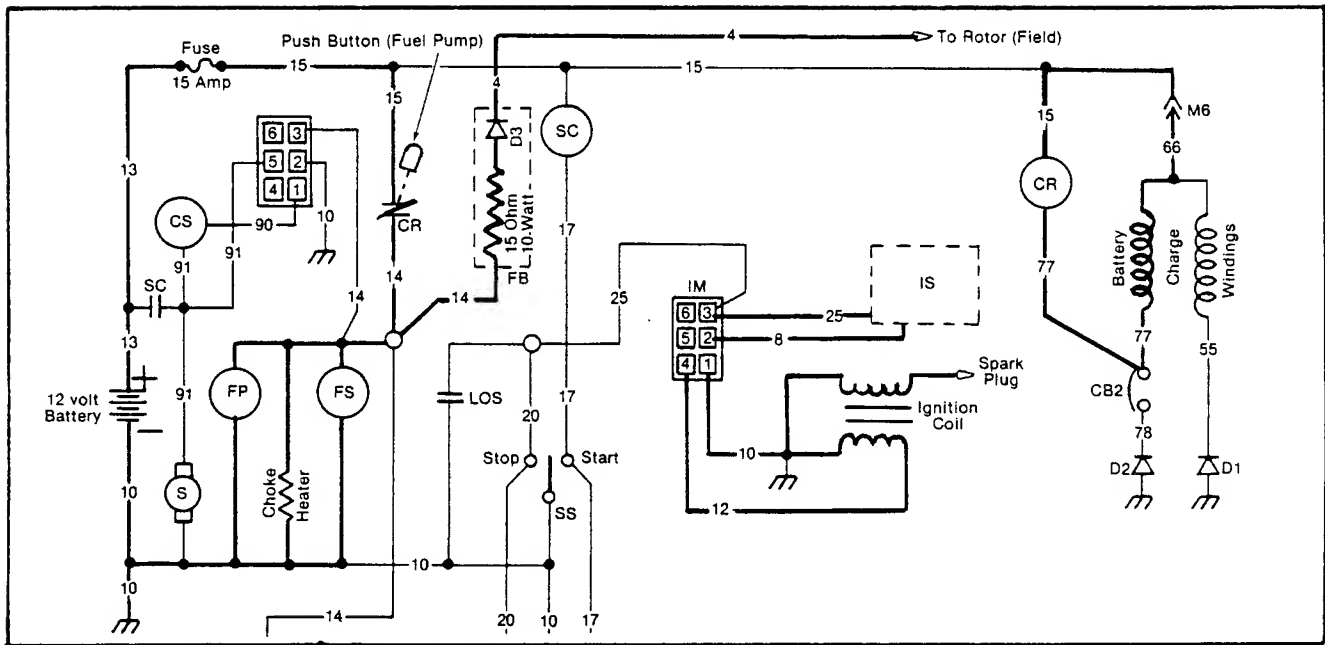 Fuse
15 Amp
15
Push Button (Fuel Pump)
4
To Rotor (Field)
15
4
15
SC
15
M6
66
CR
13
6 3
5 2
4 1
D3
15 Ohm
10-Watt
FB
CS
90
10
91
91
CR
17
Battery
Charge
Windings
77
SC
14
14
14
25
IM
6 3
5 2
4 1
25
8
IS
77
55
13
12 volt
Battery
+
–
91
FP
FS
LOS
20
17
Spark
Plug
Ignition
Coil
CB2
78
D2
D1
10
S
Choke
Heater
Stop
Start
SS
10
12
10
10
14
20
10
17